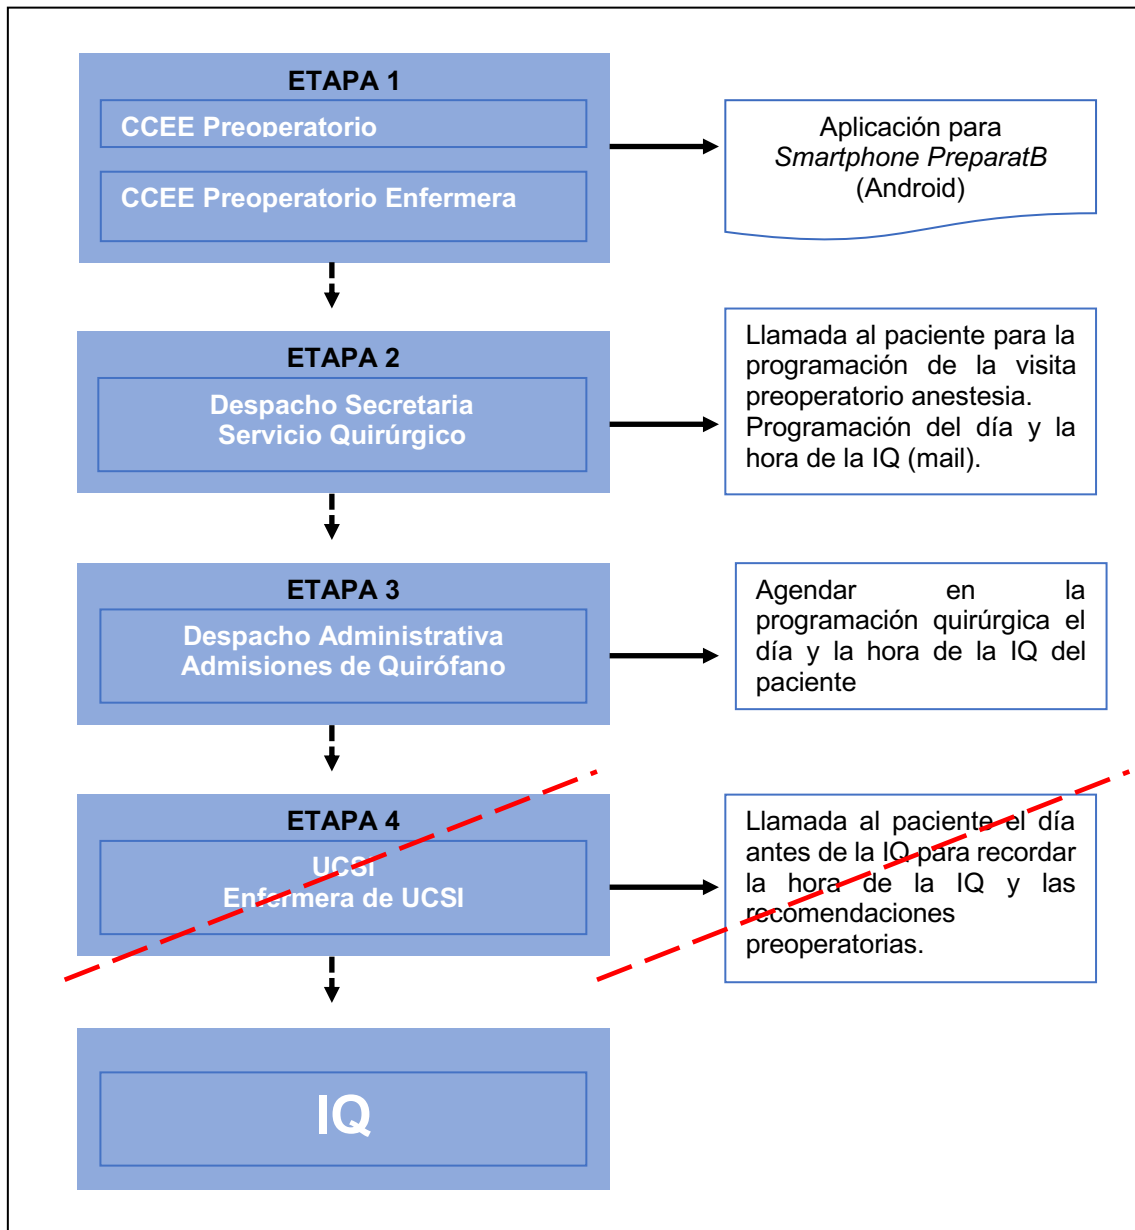 ETAPA 1
CCEE Preoperatorio
CCEE Preoperatorio Enfermera
Aplicación para
Smartphone PreparatB
(Android)
ETAPA 2
Despacho Secretaria
Servicio Quirúrgico
Llamada al paciente para la
programación de la visita
preoperatorio anestesia.
Programación del día y la
hora de la IQ (mail).
ETAPA 3
Despacho Administrativa
Admisiones de Quirófano
Agendar en la
programación quirúrgica el
día y la hora de la IQ del
paciente
ETAPA 4
UCSI
Enfermera de UCSI
Llamada al paciente el día
antes de la IQ para recordar
la hora de la IQ y las
recomendaciones
preoperatorias.
IQ